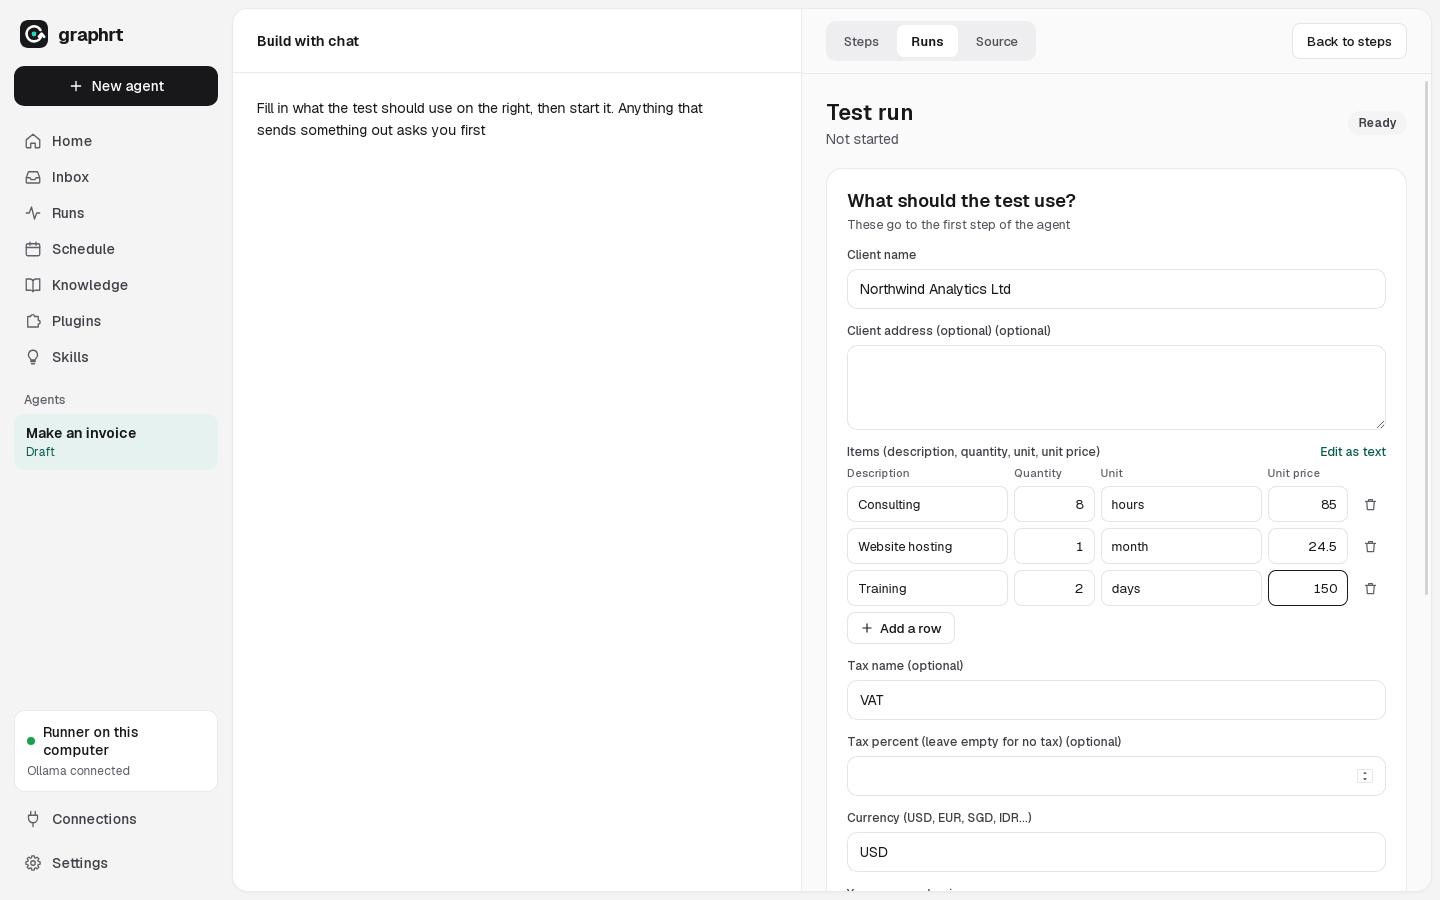 graphrt
New agent
Home
Inbox
Runs
Schedule
Knowledge
Plugins
Skills
Agents
Make an invoice
Draft
Runner on this
computer
Ollama connected
Connections
Settings
Build with chat
Fill in what the test should use on the right, then start it. Anything that
sends something out asks you first
Steps Runs Source
Back to steps
Test run
Not started
Ready
What should the test use?
These go to the first step of the agent
Client name
Northwind Analytics Ltd
Client address (optional) (optional)
Items (description, quantity, unit, unit price) Edit as text
Description Quantity Unit Unit price
Consulting 8 hours 85
Website hosting 1 month 24.5
Training 2 days 150
Add a row
Tax name (optional)
VAT
Tax percent (leave empty for no tax) (optional)
Currency (USD, EUR, SGD, IDR...)
USD